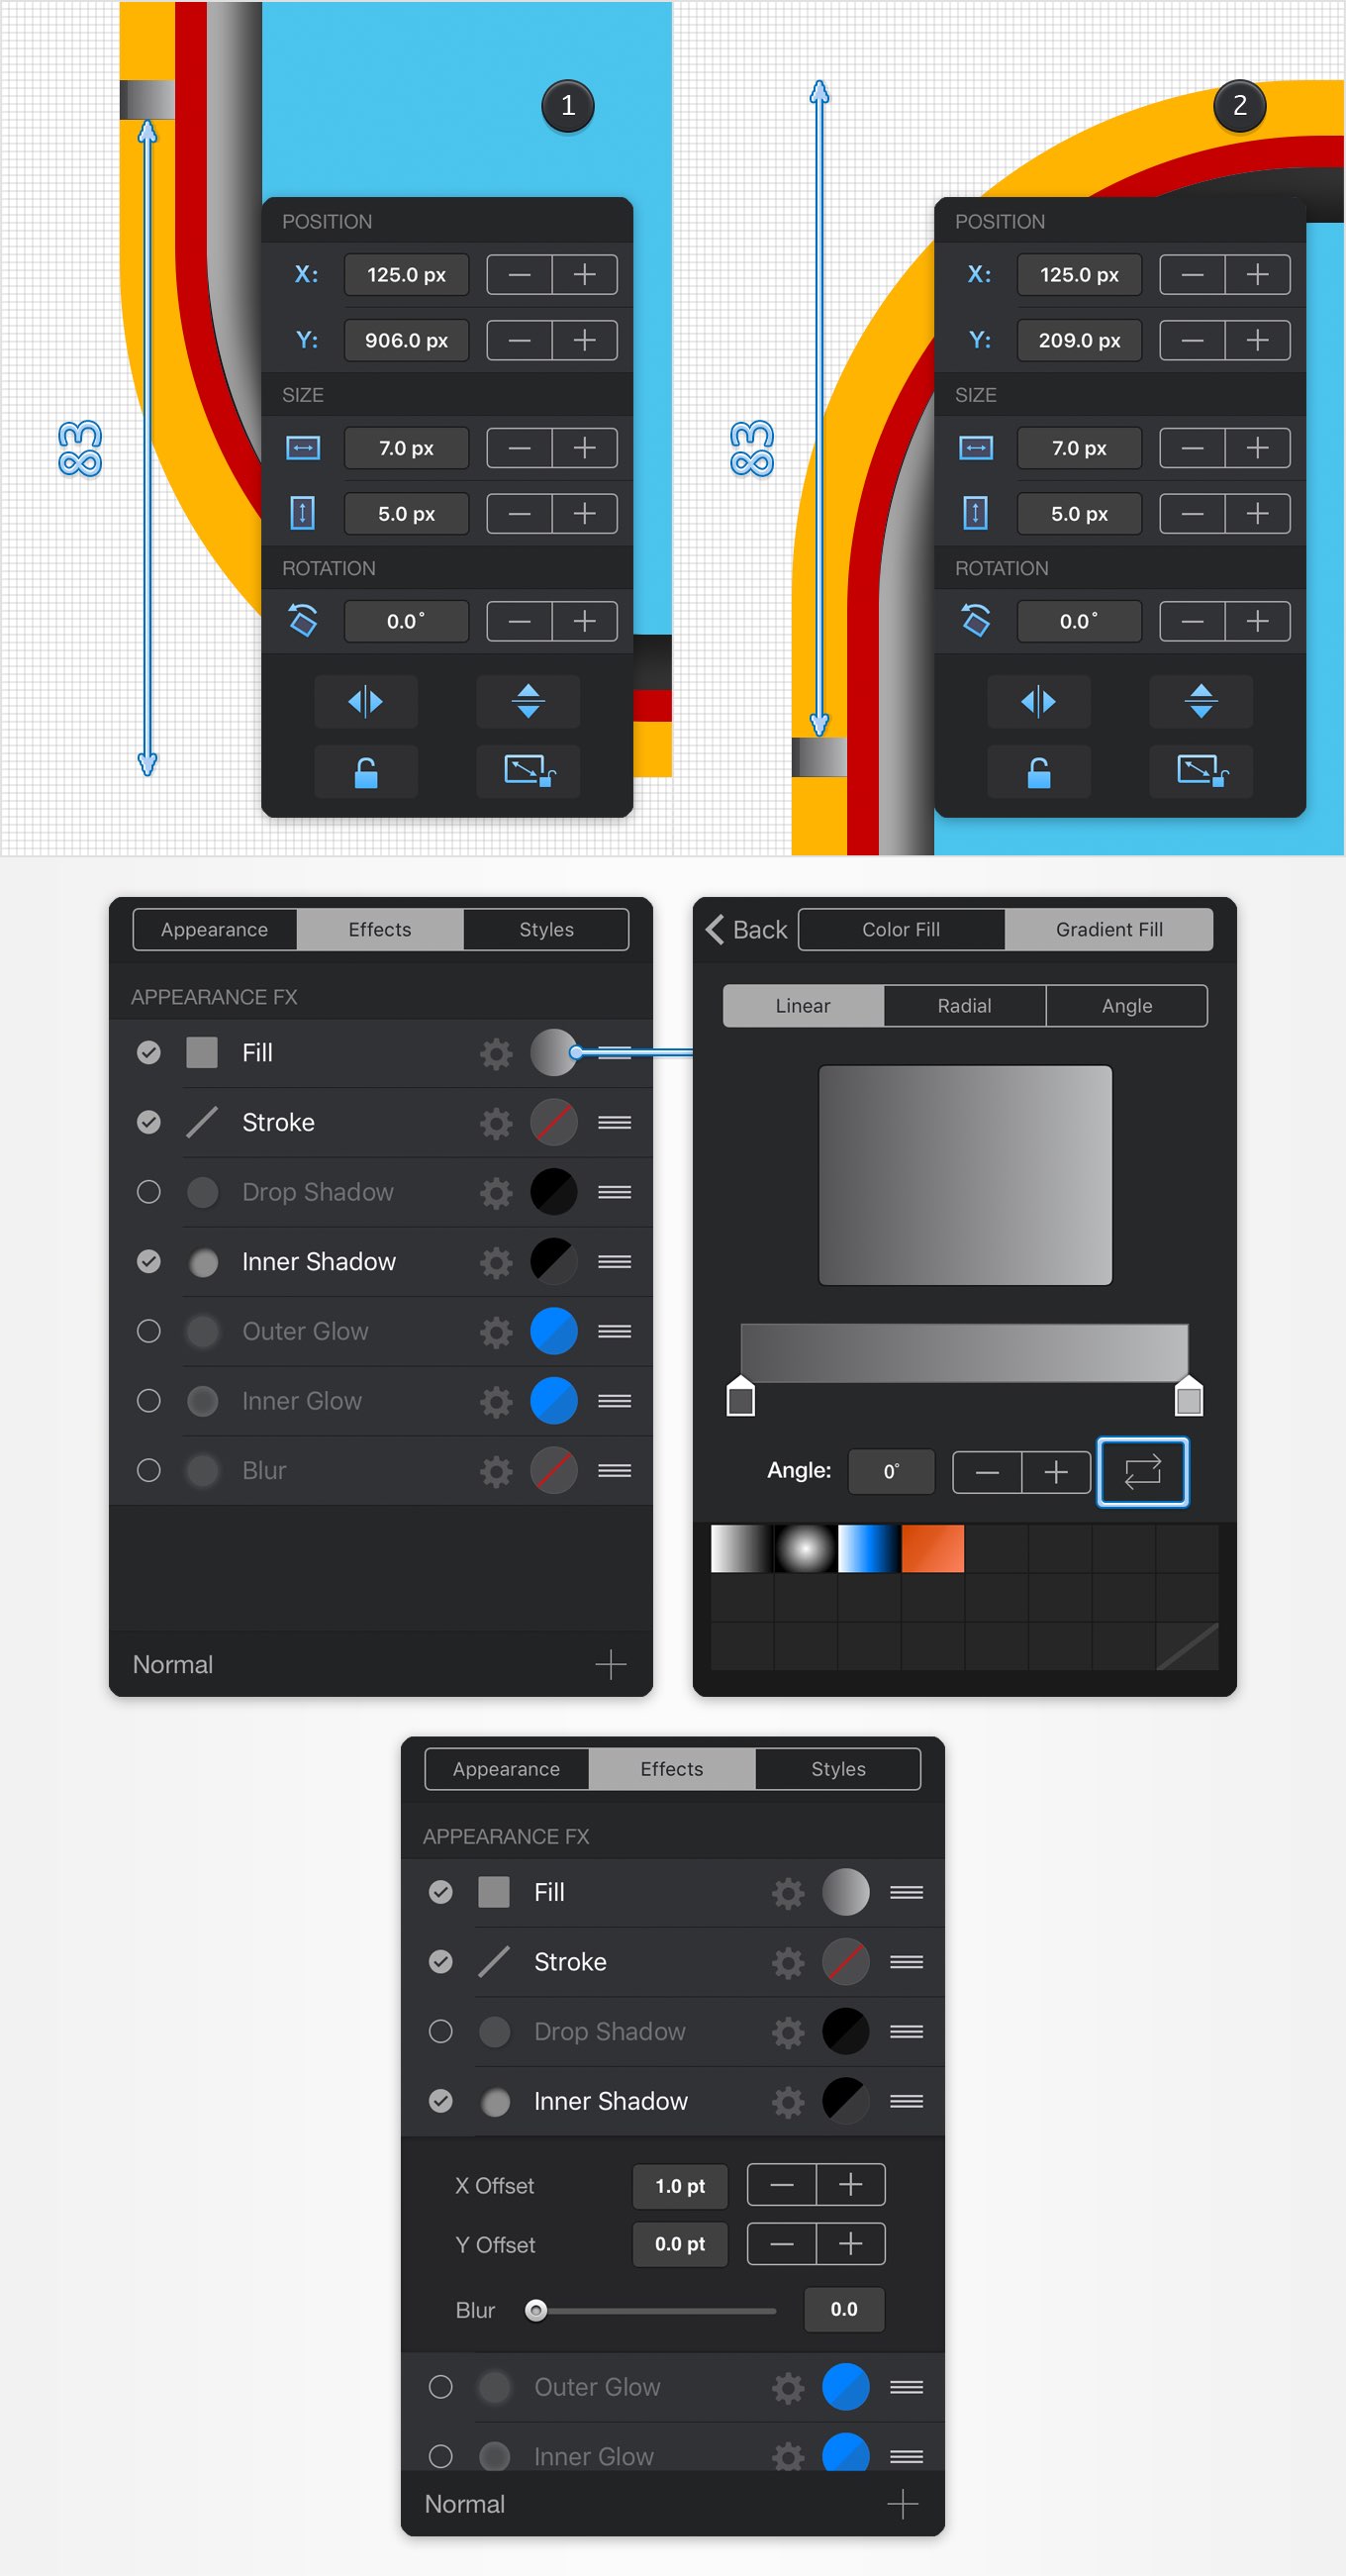 1
POSITION
X: 125.0 px
Y: 906.0 px
SIZE
7.0 px
5.0 px
ROTATION
0.0°
83
2
POSITION
X: 125.0 px
Y: 209.0 px
SIZE
7.0 px
5.0 px
ROTATION
0.0°
83
Appearance Effects Styles
APPEARANCE FX
Fill
Stroke
Drop Shadow
Inner Shadow
Outer Glow
Inner Glow
Blur
Normal
Back Color Fill Gradient Fill
Linear Radial Angle
Angle: 0°
Appearance Effects Styles
APPEARANCE FX
Fill
Stroke
Drop Shadow
Inner Shadow
X Offset 1.0 pt
Y Offset 0.0 pt
Blur 0.0
Outer Glow
Inner Glow
Normal